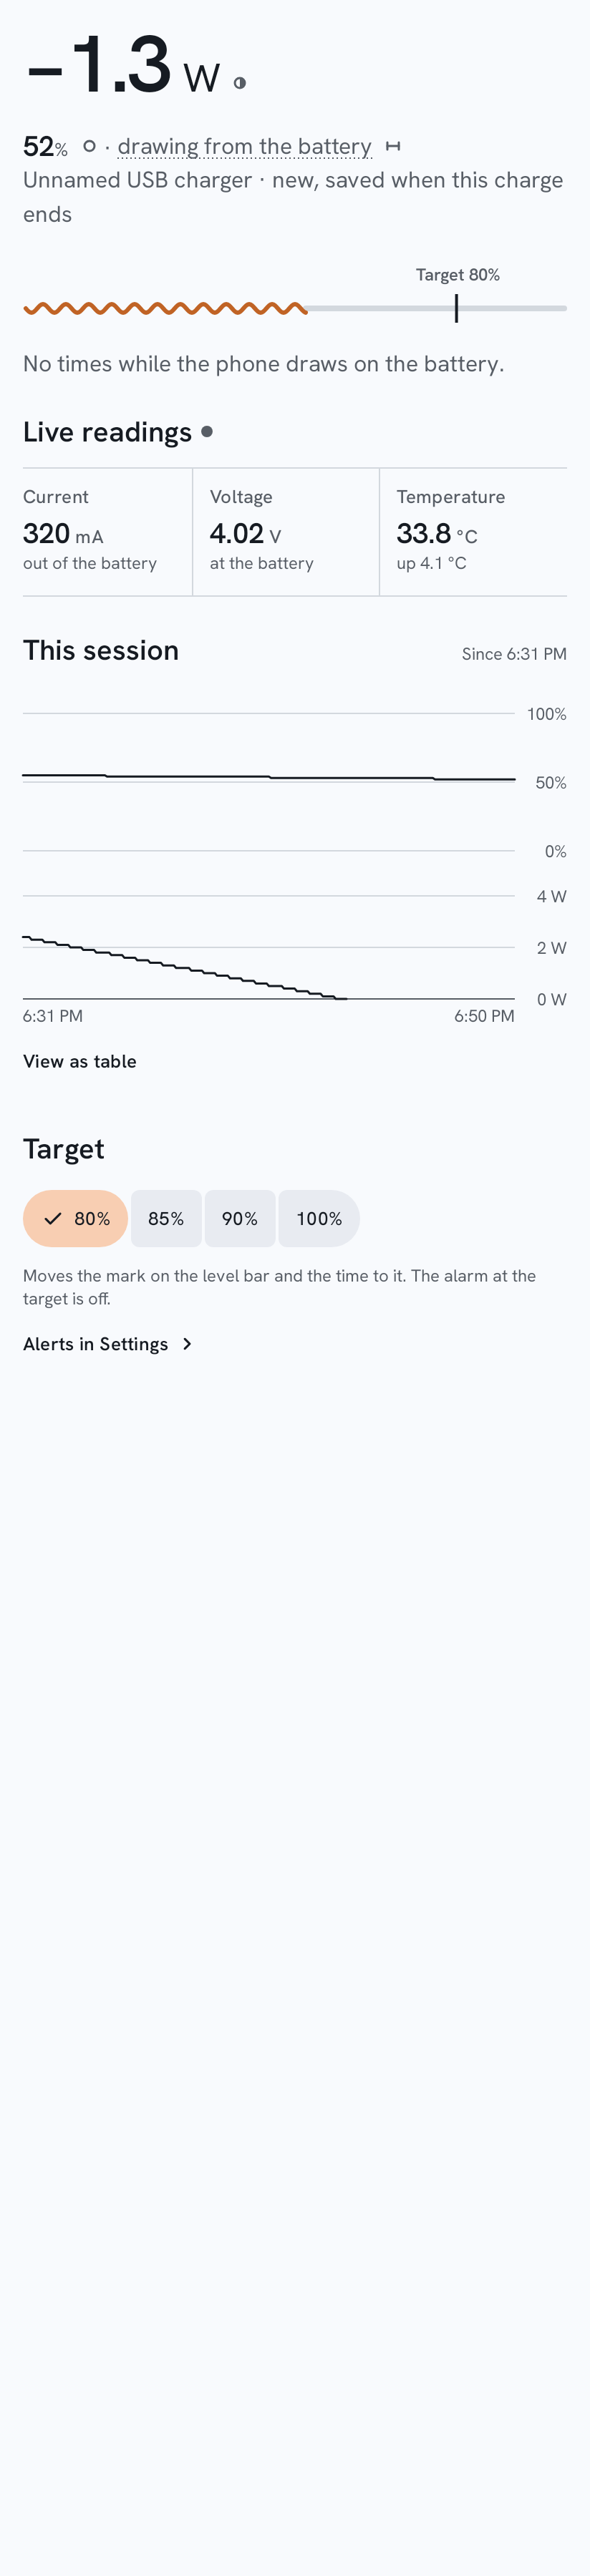 −1.3 W
52% · drawing from the battery
Unnamed USB charger · new, saved when this charge
ends
Target 80%
No times while the phone draws on the battery.
Live readings
Current
320 mA
out of the battery
Voltage
4.02 V
at the battery
Temperature
33.8 °C
up 4.1 °C
This session
Since 6:31 PM
100%
50%
0%
4 W
2 W
0 W
6:31 PM
6:50 PM
View as table
Target
80%
85%
90%
100%
Moves the mark on the level bar and the time to it. The alarm at the
target is off.
Alerts in Settings